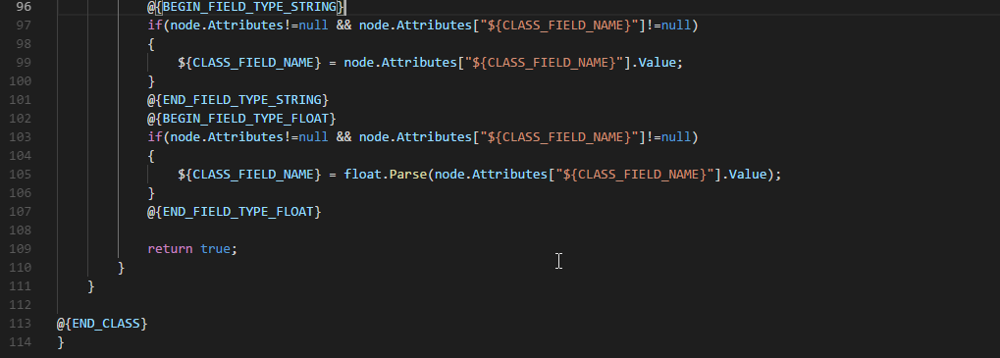 96 @{BEGIN_FIELD_TYPE_STRING}
97 if(node.Attributes!=null && node.Attributes["${CLASS_FIELD_NAME}"]!=null)
98 {
99 ${CLASS_FIELD_NAME} = node.Attributes["${CLASS_FIELD_NAME}"].Value;
100 }
101 @{END_FIELD_TYPE_STRING}
102 @{BEGIN_FIELD_TYPE_FLOAT}
103 if(node.Attributes!=null && node.Attributes["${CLASS_FIELD_NAME}"]!=null)
104 {
105 ${CLASS_FIELD_NAME} = float.Parse(node.Attributes["${CLASS_FIELD_NAME}"].Value);
106 }
107 @{END_FIELD_TYPE_FLOAT}
108
109 return true;
110 }
111 }
112
113 @{END_CLASS}
114 }